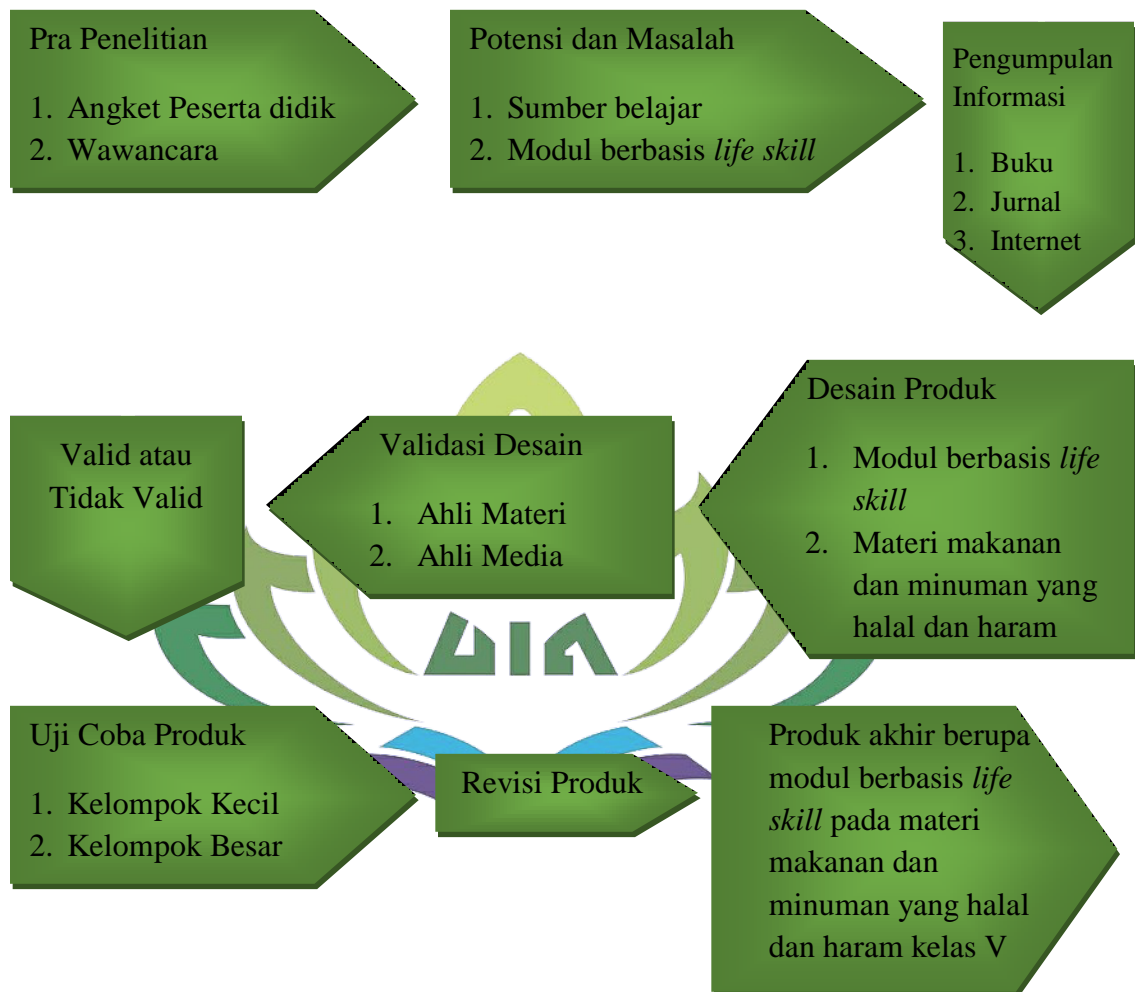 Pra Penelitian
1. Angket Peserta didik
2. Wawancara
Potensi dan Masalah
1. Sumber belajar
2. Modul berbasis life skill
Pengumpulan
Informasi
1. Buku
2. Jurnal
3. Internet
Desain Produk
1. Modul berbasis life
skill
2. Materi makanan
dan minuman yang
halal dan haram
Validasi Desain
1. Ahli Materi
2. Ahli Media
Valid atau
Tidak Valid
Uji Coba Produk
1. Kelompok Kecil
2. Kelompok Besar
Revisi Produk
Produk akhir berupa
modul berbasis life
skill pada materi
makanan dan
minuman yang halal
dan haram kelas V